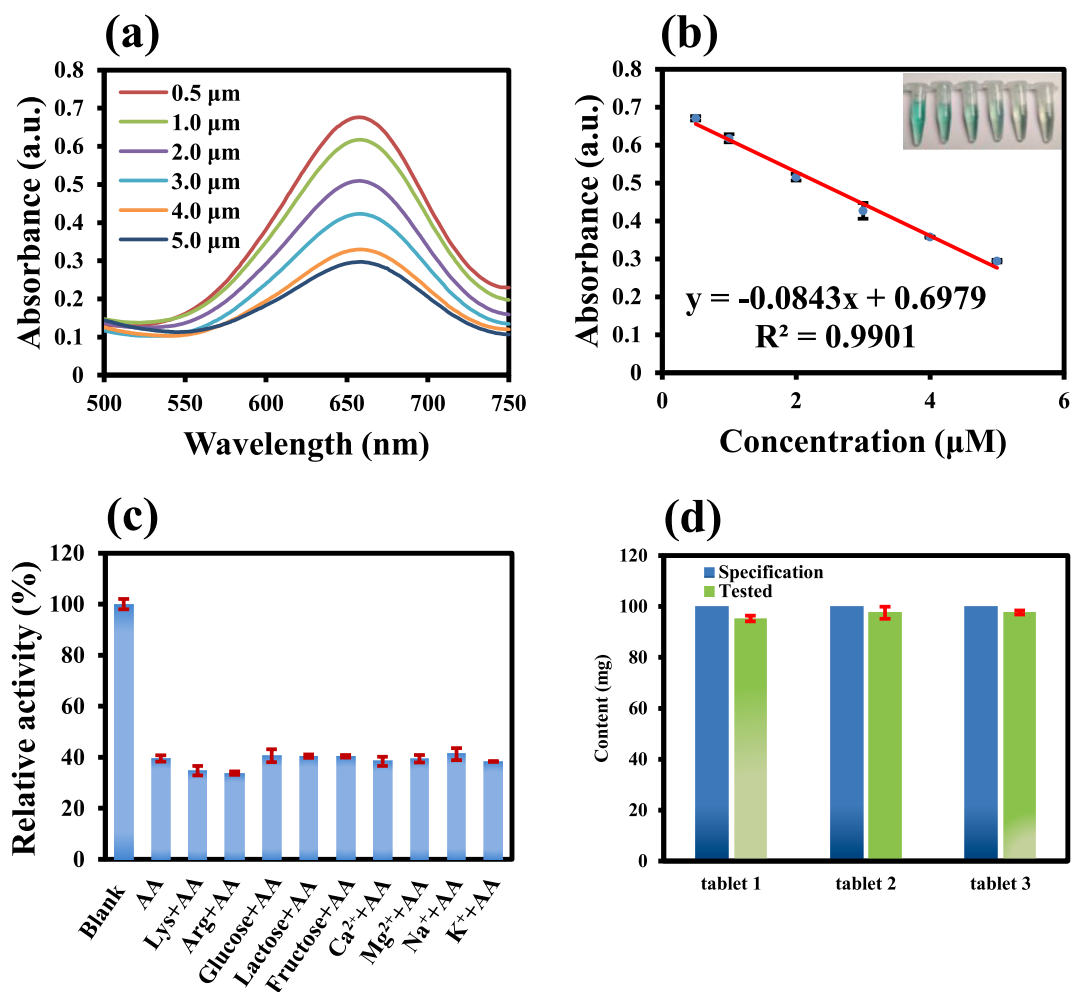 (a)
Absorbance (a.u.)
0.8
0.7
0.6
0.5
0.4
0.3
0.2
0.1
0
0.5 μm
1.0 μm
2.0 μm
3.0 μm
4.0 μm
5.0 μm
500
550
600
650
700
750
Wavelength (nm)
(b)
Absorbance (a.u.)
0.8
0.7
0.6
0.5
0.4
0.3
0.2
0.1
0
y = -0.0843x + 0.6979
R² = 0.9901
0
2
4
6
Concentration (μM)
(c)
Relative activity (%)
120
100
80
60
40
20
0
Blank
AA
Lys+AA
Arg+AA
Glucose+AA
Lactose+AA
Fructose+AA
Ca²⁺+AA
Mg²⁺+AA
Na⁺+AA
K⁺+AA
(d)
Content (mg)
120
100
80
60
40
20
0
Specification
Tested
tablet 1
tablet 2
tablet 3